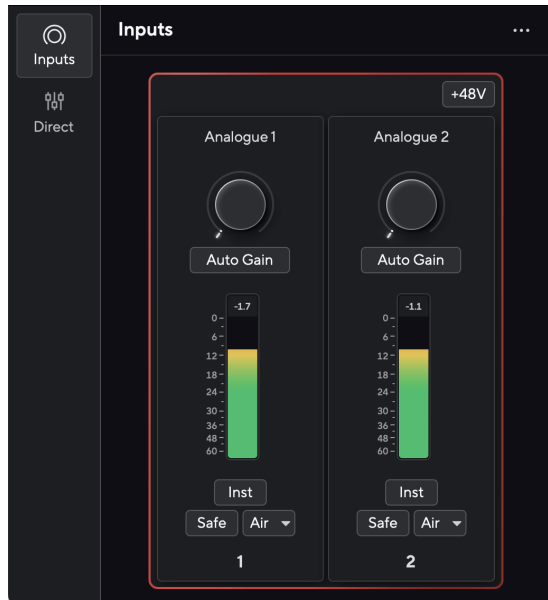 Inputs
Direct
Inputs
...
+48V
Analogue 1
Analogue 2
Auto Gain
Auto Gain
-1.7
0
6
12
18
24
30
36
48
60
-1.1
0
6
12
18
24
30
36
48
60
Inst
Safe
Air
1
Inst
Safe
Air
2